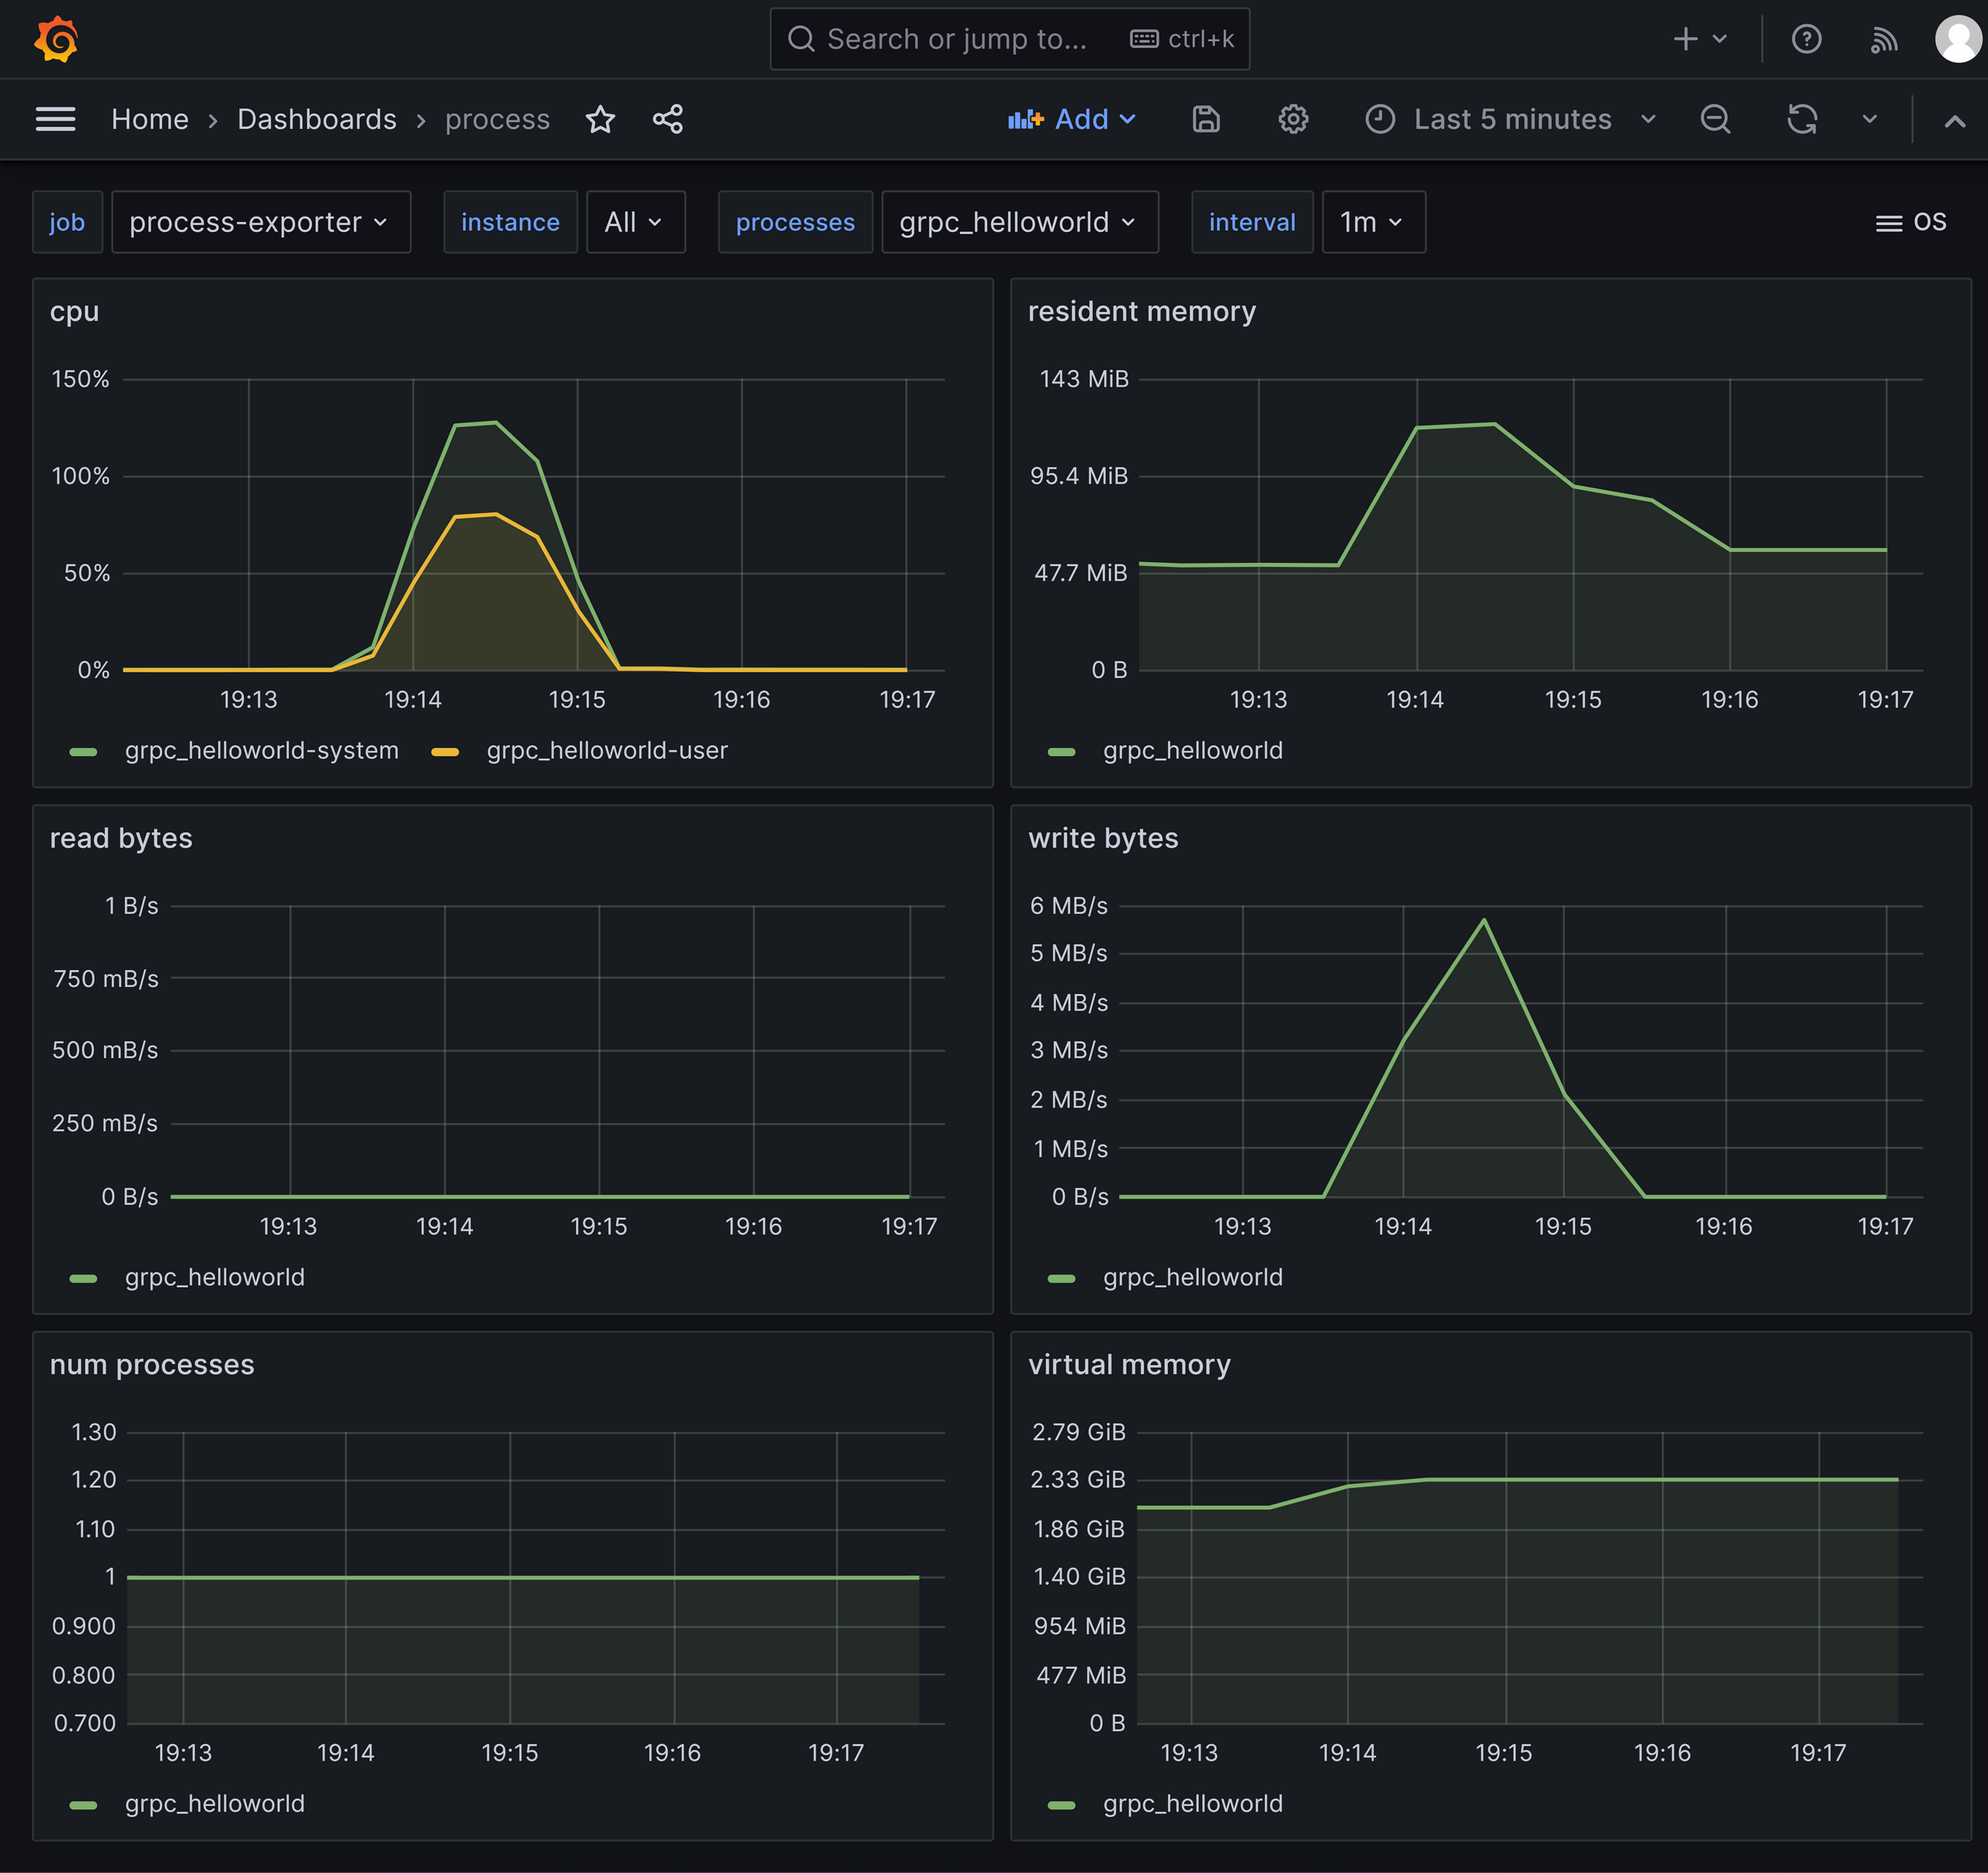 Search or jump to... ctrl+k
Home › Dashboards › process Add Last 5 minutes
job process-exporter instance All processes grpc_helloworld interval 1m OS
cpu
150%
100%
50%
0%
19:13 19:14 19:15 19:16 19:17
grpc_helloworld-system grpc_helloworld-user
resident memory
143 MiB
95.4 MiB
47.7 MiB
0 B
19:13 19:14 19:15 19:16 19:17
grpc_helloworld
read bytes
1 B/s
750 mB/s
500 mB/s
250 mB/s
0 B/s
19:13 19:14 19:15 19:16 19:17
grpc_helloworld
write bytes
6 MB/s
5 MB/s
4 MB/s
3 MB/s
2 MB/s
1 MB/s
0 B/s
19:13 19:14 19:15 19:16 19:17
grpc_helloworld
num processes
1.30
1.20
1.10
1
0.900
0.800
0.700
19:13 19:14 19:15 19:16 19:17
grpc_helloworld
virtual memory
2.79 GiB
2.33 GiB
1.86 GiB
1.40 GiB
954 MiB
477 MiB
0 B
19:13 19:14 19:15 19:16 19:17
grpc_helloworld